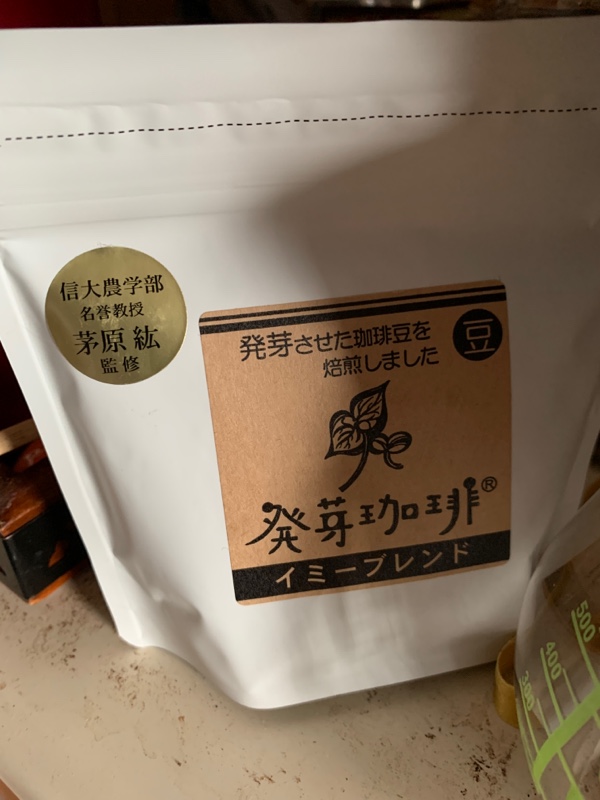 信大農学部
名誉教授
茅原 紘
監修
発芽させた珈琲豆を
焙煎しました
豆
発芽珈琲®
イミーブレンド
500
400
300